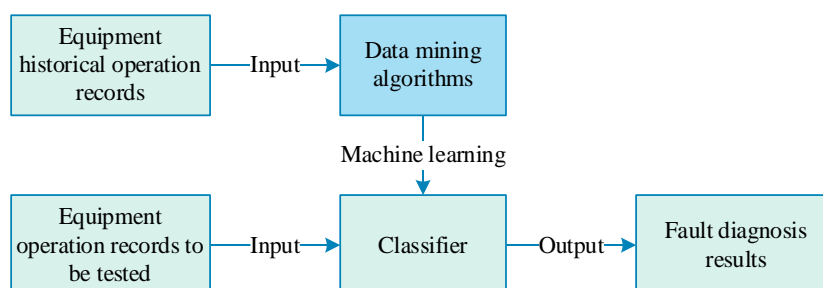 Equipment
historical operation
records
Input
Data mining
algorithms
Machine learning
Equipment
operation records to
be tested
Input
Classifier
Output
Fault diagnosis
results